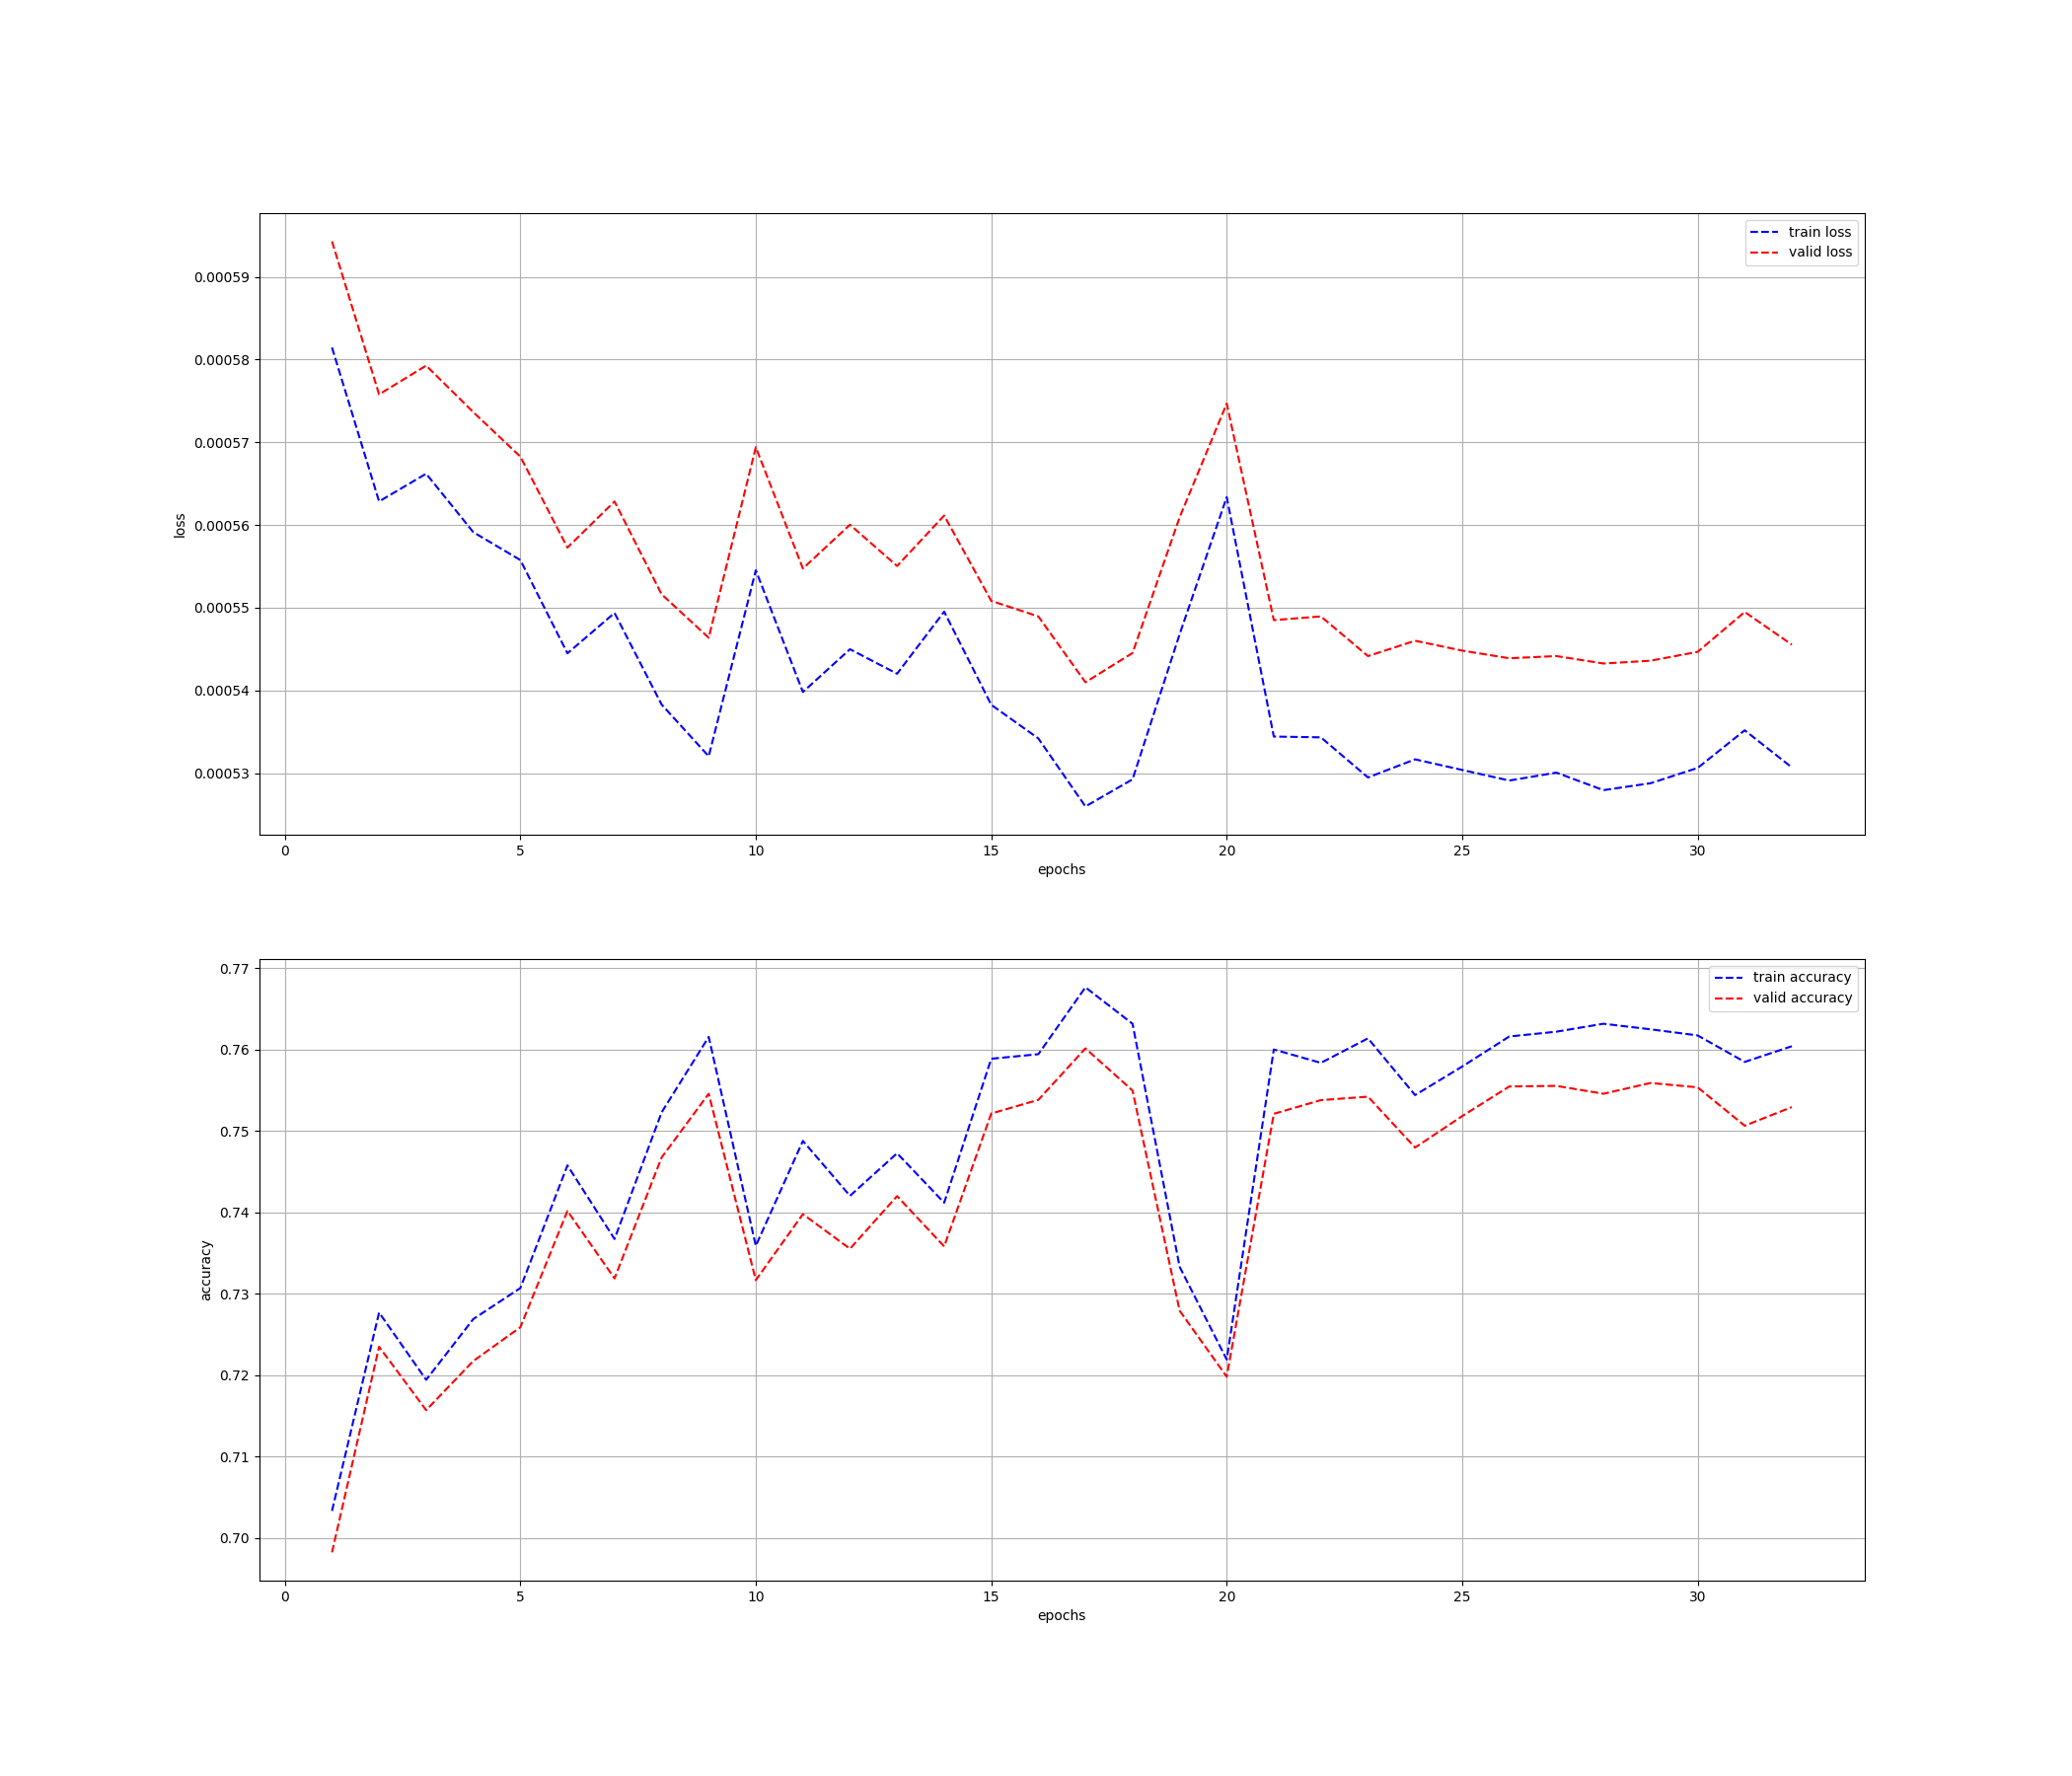 train loss
valid loss
0.00059
0.00058
0.00057
0.00056
0.00055
0.00054
0.00053
loss
0 5 10 15 20 25 30
epochs
train accuracy
valid accuracy
0.77
0.76
0.75
0.74
0.73
0.72
0.71
0.70
accuracy
0 5 10 15 20 25 30
epochs